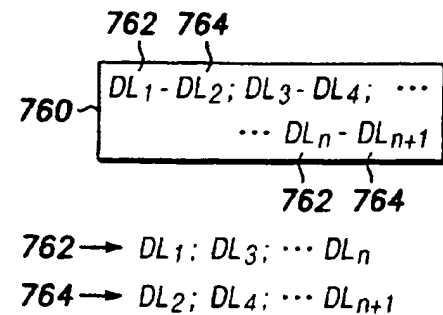 762 764
DL1 - DL2; DL3 - DL4; ...
760
... DLn - DLn+1
762 764
762 → DL1; DL3; ... DLn
764 → DL2; DL4; ... DLn+1